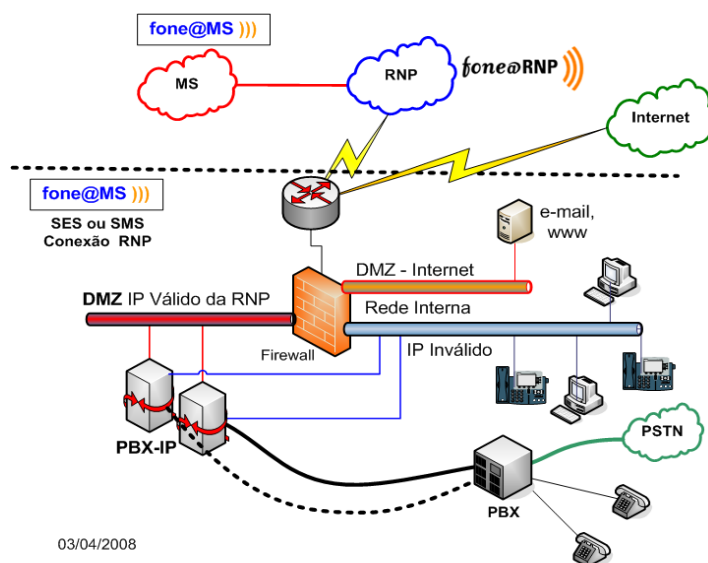 fone@MS )))
MS
RNP
fone@RNP
Internet
fone@MS )))
SES ou SMS
Conexão RNP
e-mail,
www
DMZ - Internet
DMZ IP Válido da RNP
Rede Interna
Firewall
IP Inválido
PBX-IP
PSTN
PBX
03/04/2008